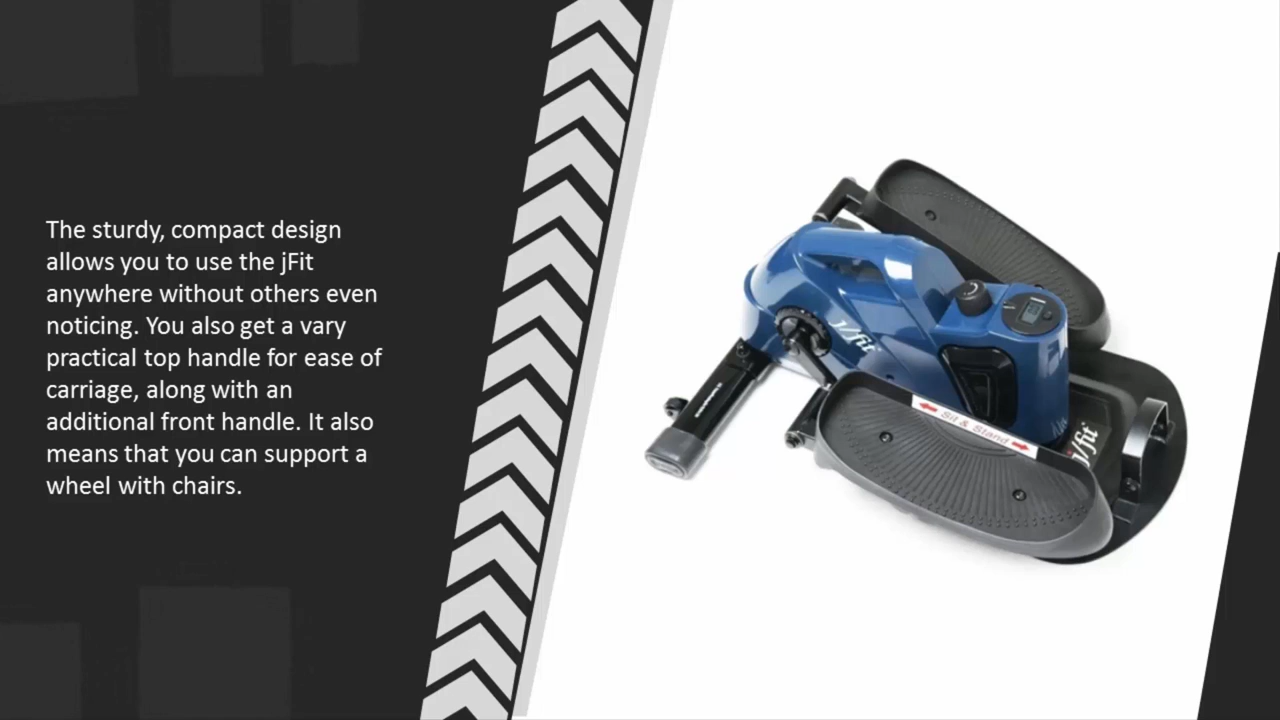 The sturdy, compact design
allows you to use the jFit
anywhere without others even
noticing. You also get a vary
practical top handle for ease of
carriage, along with an
additional front handle. It also
means that you can support a
wheel with chairs.
j/fit
Sit & Stand
j/fit